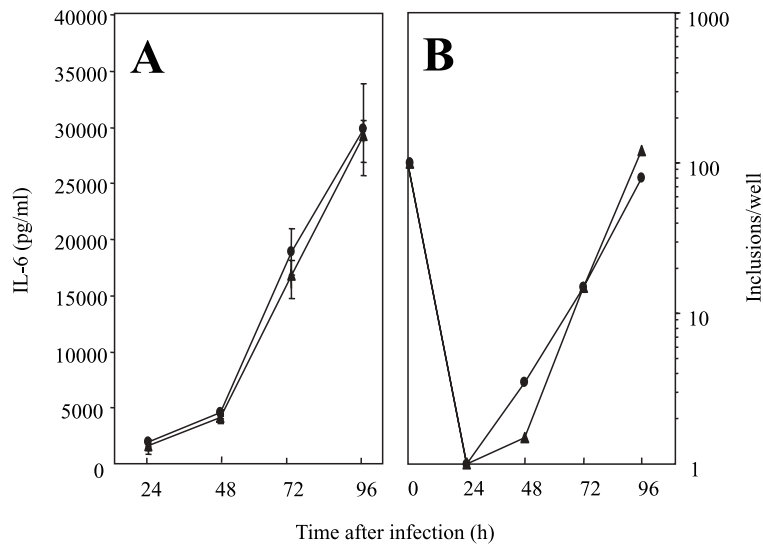 A
B
40000
35000
30000
25000
20000
15000
10000
5000
0
IL-6 (pg/ml)
24 48 72 96
1000
100
10
1
Inclusions/well
0 24 48 72 96
Time after infection (h)